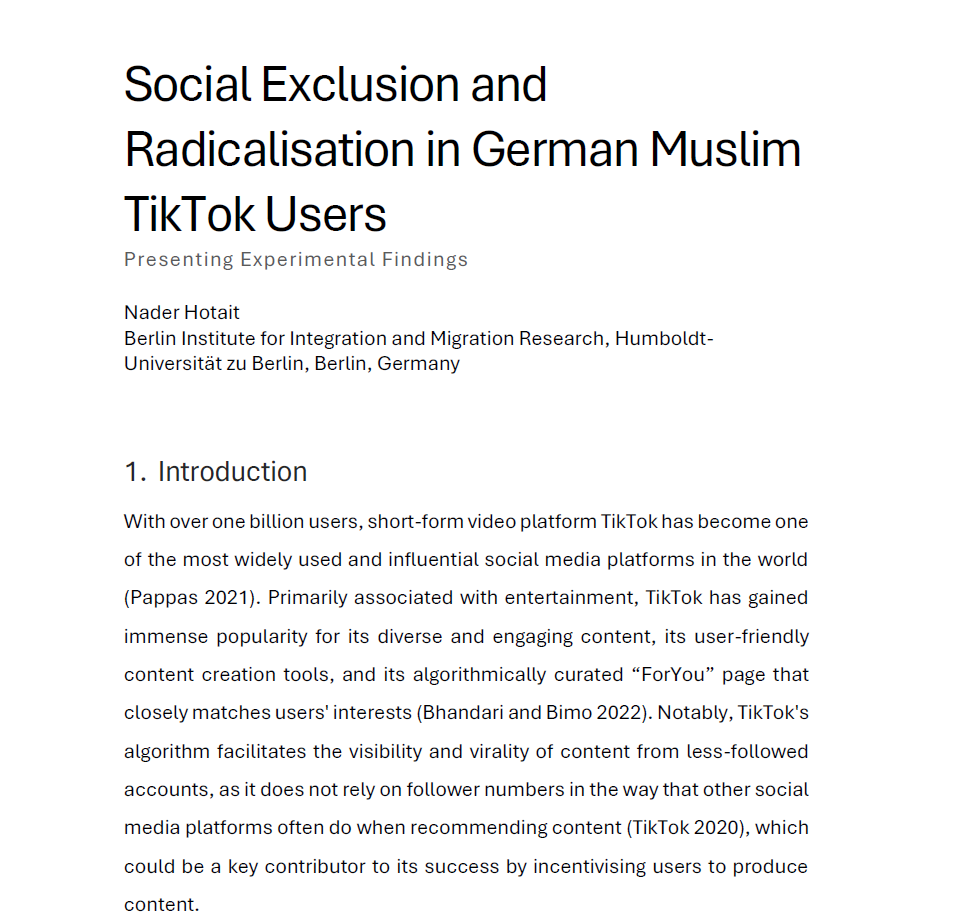 Social Exclusion and
Radicalisation in German Muslim
TikTok Users
Presenting Experimental Findings
Nader Hotait
Berlin Institute for Integration and Migration Research, Humboldt-
Universität zu Berlin, Berlin, Germany
1. Introduction
With over one billion users, short-form video platform TikTok has become one
of the most widely used and influential social media platforms in the world
(Pappas 2021). Primarily associated with entertainment, TikTok has gained
immense popularity for its diverse and engaging content, its user-friendly
content creation tools, and its algorithmically curated “ForYou” page that
closely matches users' interests (Bhandari and Bimo 2022). Notably, TikTok's
algorithm facilitates the visibility and virality of content from less-followed
accounts, as it does not rely on follower numbers in the way that other social
media platforms often do when recommending content (TikTok 2020), which
could be a key contributor to its success by incentivising users to produce
content.